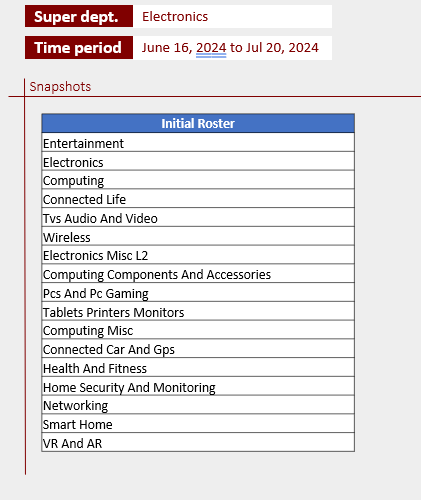 Super dept. Electronics
Time period June 16, 2024 to Jul 20, 2024
Snapshots
Initial Roster
Entertainment
Electronics
Computing
Connected Life
Tvs Audio And Video
Wireless
Electronics Misc L2
Computing Components And Accessories
Pcs And Pc Gaming
Tablets Printers Monitors
Computing Misc
Connected Car And Gps
Health And Fitness
Home Security And Monitoring
Networking
Smart Home
VR And AR